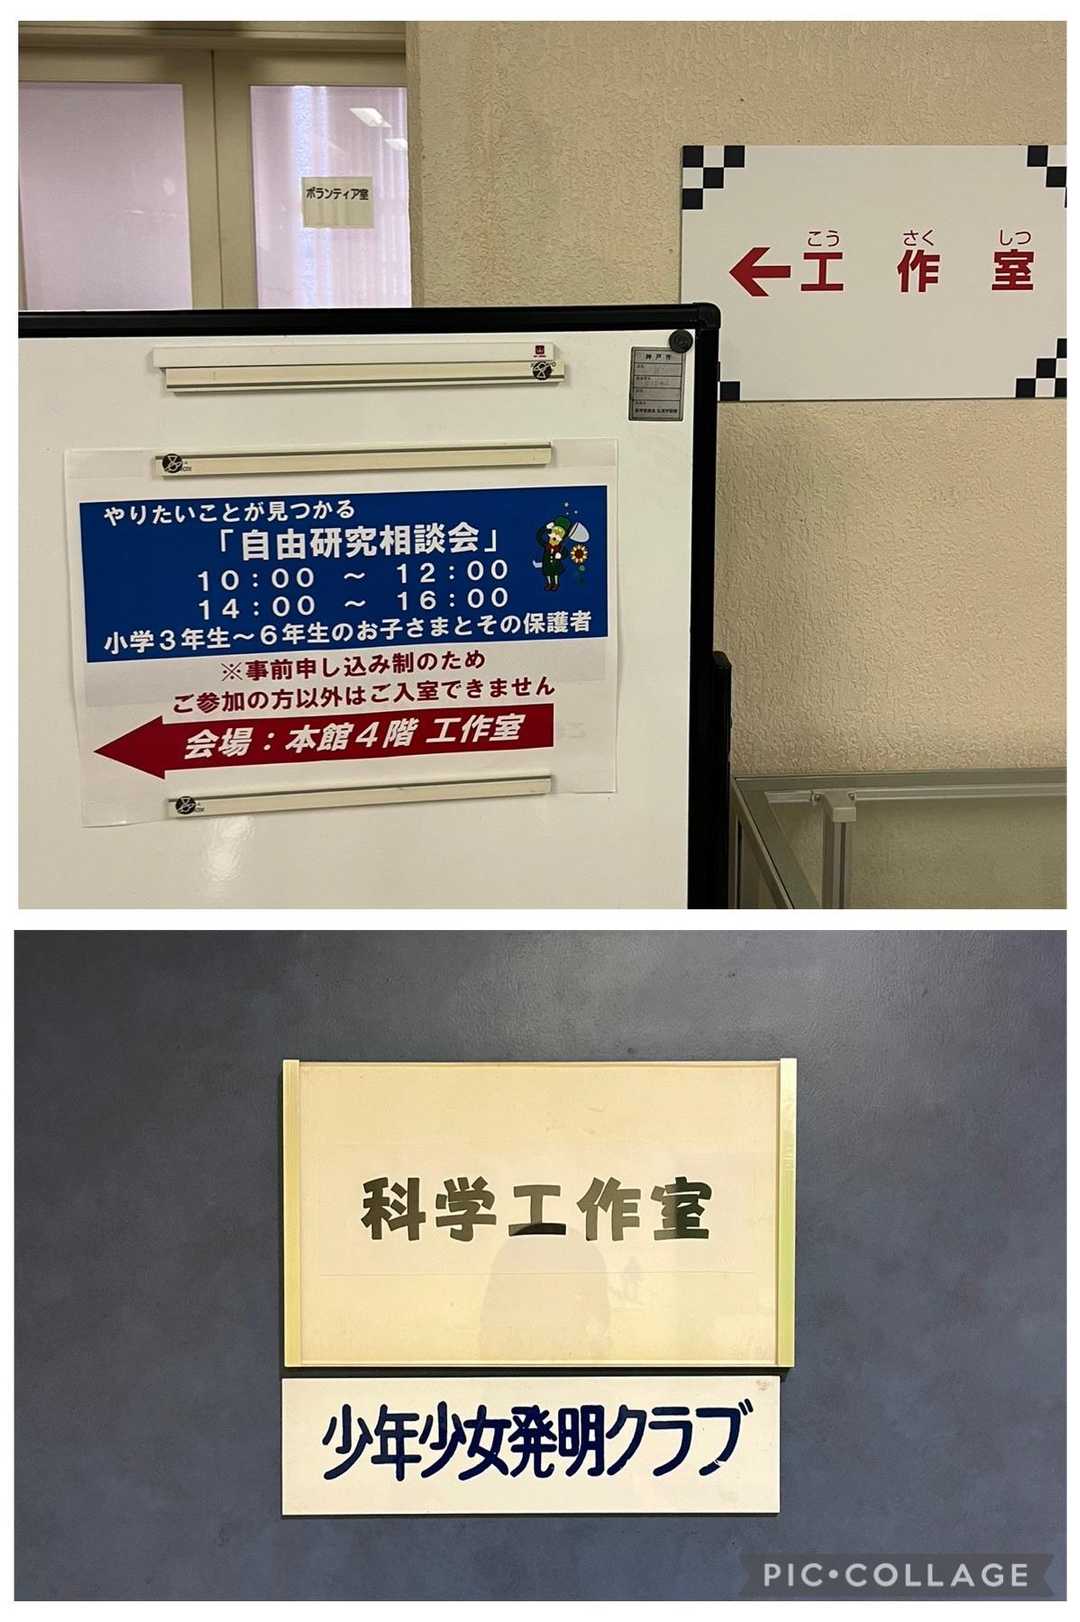 ボランティア室
こう さく しつ
←工作室
神戸市
やりたいことが見つかる
「自由研究相談会」
10:00 ～ 12:00
14:00 ～ 16:00
小学3年生～6年生のお子さまとその保護者
※事前申し込み制のため
ご参加の方以外はご入室できません
会場：本館4階 工作室
科学工作室
少年少女発明クラブ
PIC•COLLAGE